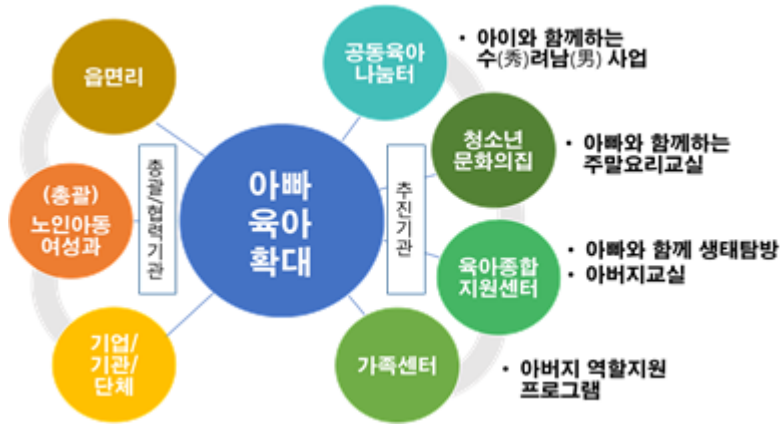 읍면리
(총괄)
노인아동
여성과
기업/
기관/
단체
총괄/협력기관
아빠
육아
확대
추진기관
공동육아
나눔터
• 아이와 함께하는
수(秀)려남(男) 사업
청소년
문화의집
• 아빠와 함께하는
주말요리교실
육아종합
지원센터
• 아빠와 함께 생태탐방
• 아버지교실
가족센터
• 아버지 역할지원
프로그램